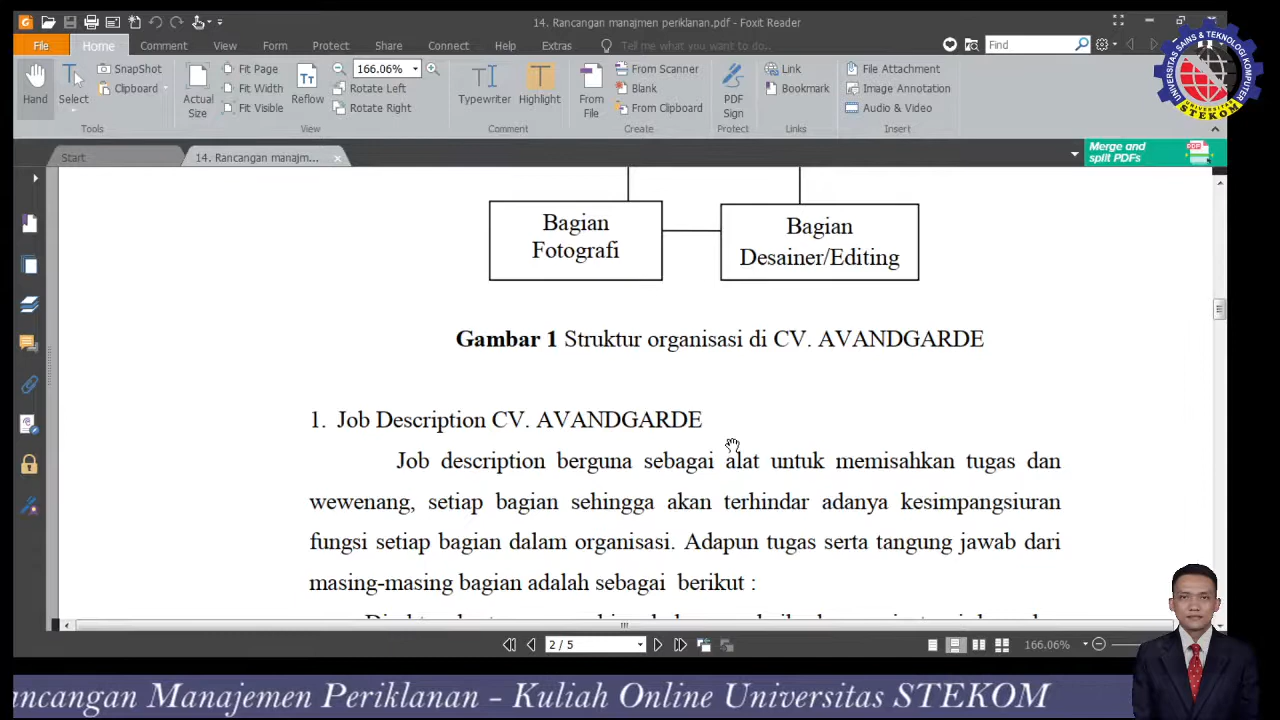 14. Rancangan manajmen periklanan.pdf - Foxit Reader
File Home Comment View Form Protect Share Connect Help Extras Tell me what you want to do... Find
Hand
Select
SnapShot
Clipboard
Tools
Actual Size
Fit Page
Fit Width
Fit Visible
Reflow
166.06%
Rotate Left
Rotate Right
View
Typewriter
Highlight
Comment
From File
From Scanner
Blank
From Clipboard
Create
PDF Sign
Protect
Link
Bookmark
Links
File Attachment
Image Annotation
Audio & Video
Insert
UNIVERSITAS SAINS & TEKNOLOGI KOMPUTER
UNIVERSITAS
STEKOM
Start
14. Rancangan manajm...
Merge and
split PDFs
Bagian
Fotografi
Bagian
Desainer/Editing
Gambar 1 Struktur organisasi di CV. AVANDGARDE
1. Job Description CV. AVANDGARDE
Job description berguna sebagai alat untuk memisahkan tugas dan
wewenang, setiap bagian sehingga akan terhindar adanya kesimpangsiuran
fungsi setiap bagian dalam organisasi. Adapun tugas serta tangung jawab dari
masing-masing bagian adalah sebagai berikut :
2 / 5
166.06%
ancangan Manajemen Periklanan - Kuliah Online Universitas STEKOM